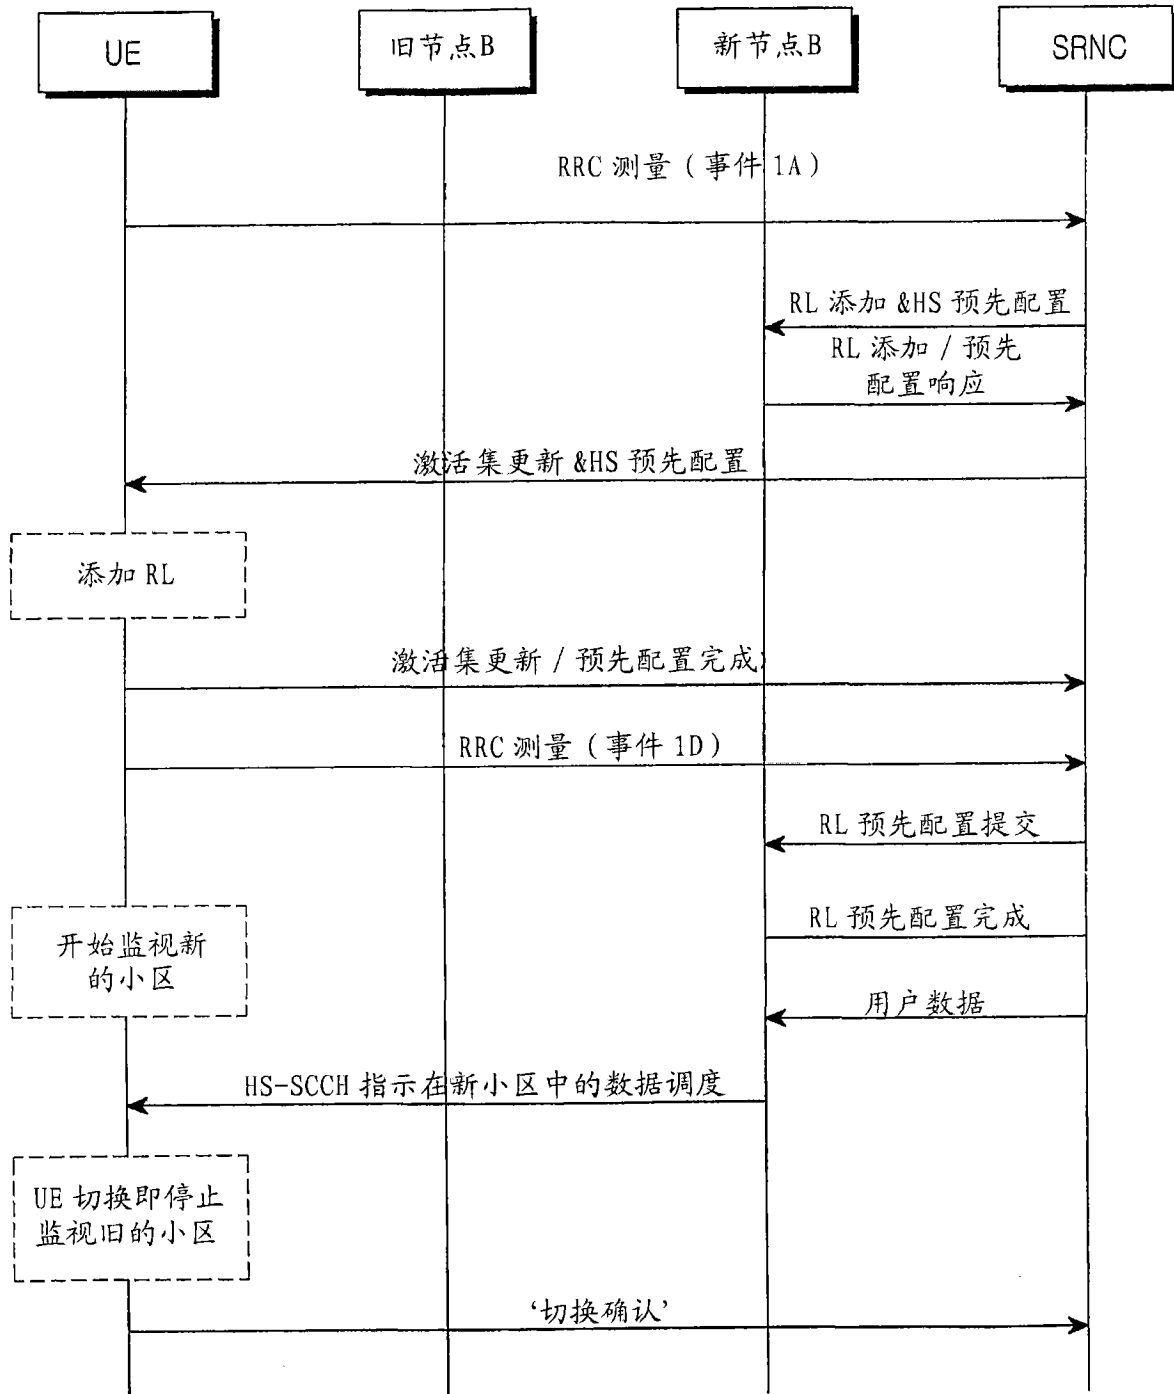 UE
旧节点B
新节点B
SRNC
RRC 测量（事件 1A）
RL 添加 &HS 预先配置
RL 添加 / 预先
配置响应
激活集更新 &HS 预先配置
添加 RL
激活集更新 / 预先配置完成
RRC 测量（事件 1D）
RL 预先配置提交
RL 预先配置完成
开始监视新
的小区
用户数据
HS-SCCH 指示在新小区中的数据调度
UE 切换即停止
监视旧的小区
‘切换确认’